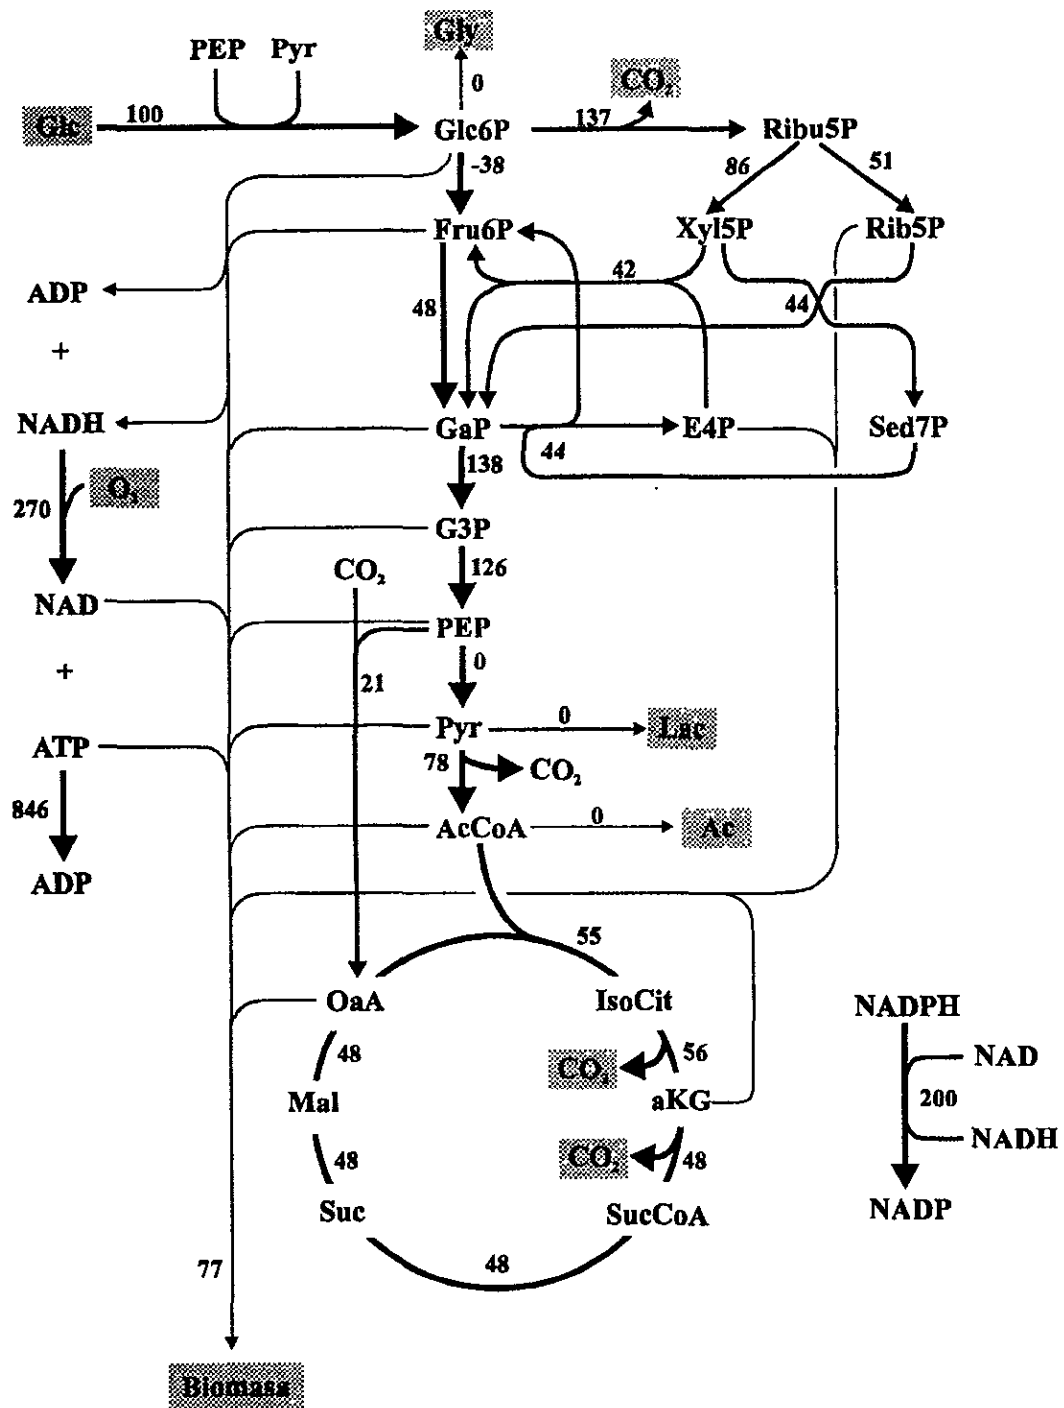 Gly
PEP Pyr
0
CO₂
Glc
100
Glc6P
137
Ribu5P
-38
86
51
Fru6P
Xyl5P
Rib5P
ADP
42
48
44
+
NADH
GaP
E4P
Sed7P
44
138
270
O₂
G3P
CO₂
126
NAD
PEP
0
+
21
Pyr
0
Lac
ATP
78
CO₂
846
AcCoA
0
Ac
ADP
55
OaA
IsoCit
NADPH
48
CO₂
56
NAD
Mal
aKG
200
48
CO₂
48
NADH
Suc
SucCoA
NADP
48
77
Biomasa